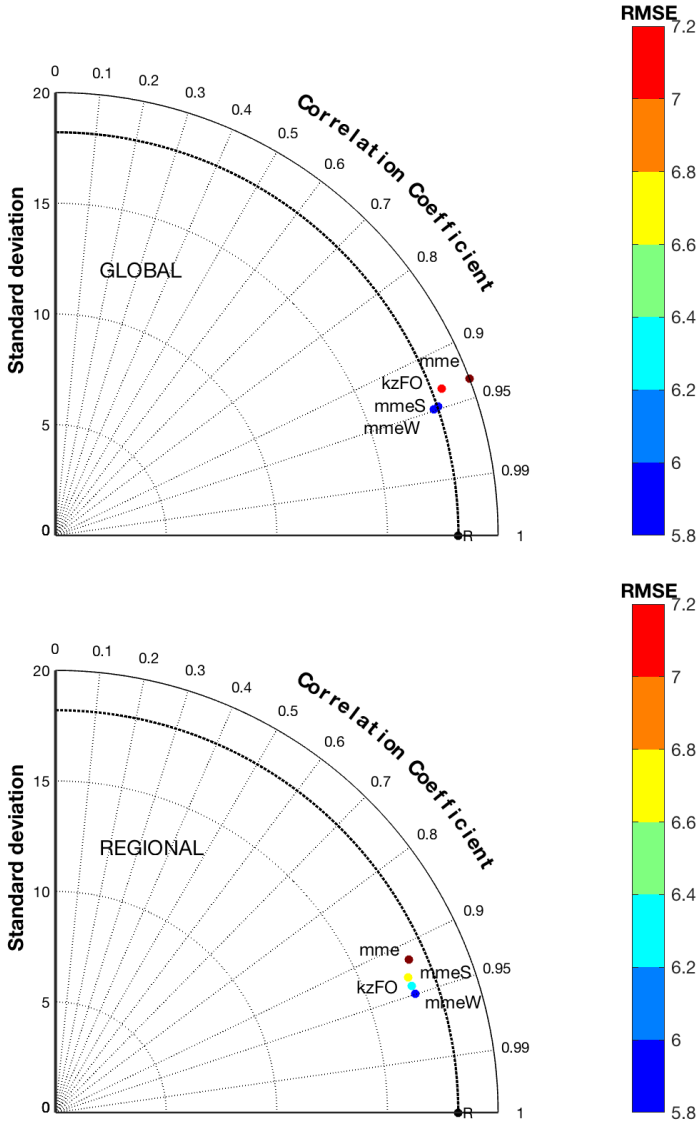 RMSE
7.2
7
6.8
6.6
6.4
6.2
6
5.8
0
0.1
0.2
0.3
0.4
0.5
0.6
0.7
0.8
0.9
0.95
0.99
1
Correlation Coefficient
Standard deviation
20
15
10
5
0
GLOBAL
mme
kzFO
mmeS
mmeW
R
RMSE
7.2
7
6.8
6.6
6.4
6.2
6
5.8
0
0.1
0.2
0.3
0.4
0.5
0.6
0.7
0.8
0.9
0.95
0.99
1
Correlation Coefficient
Standard deviation
20
15
10
5
0
REGIONAL
mme
mmeS
kzFO
mmeW
R